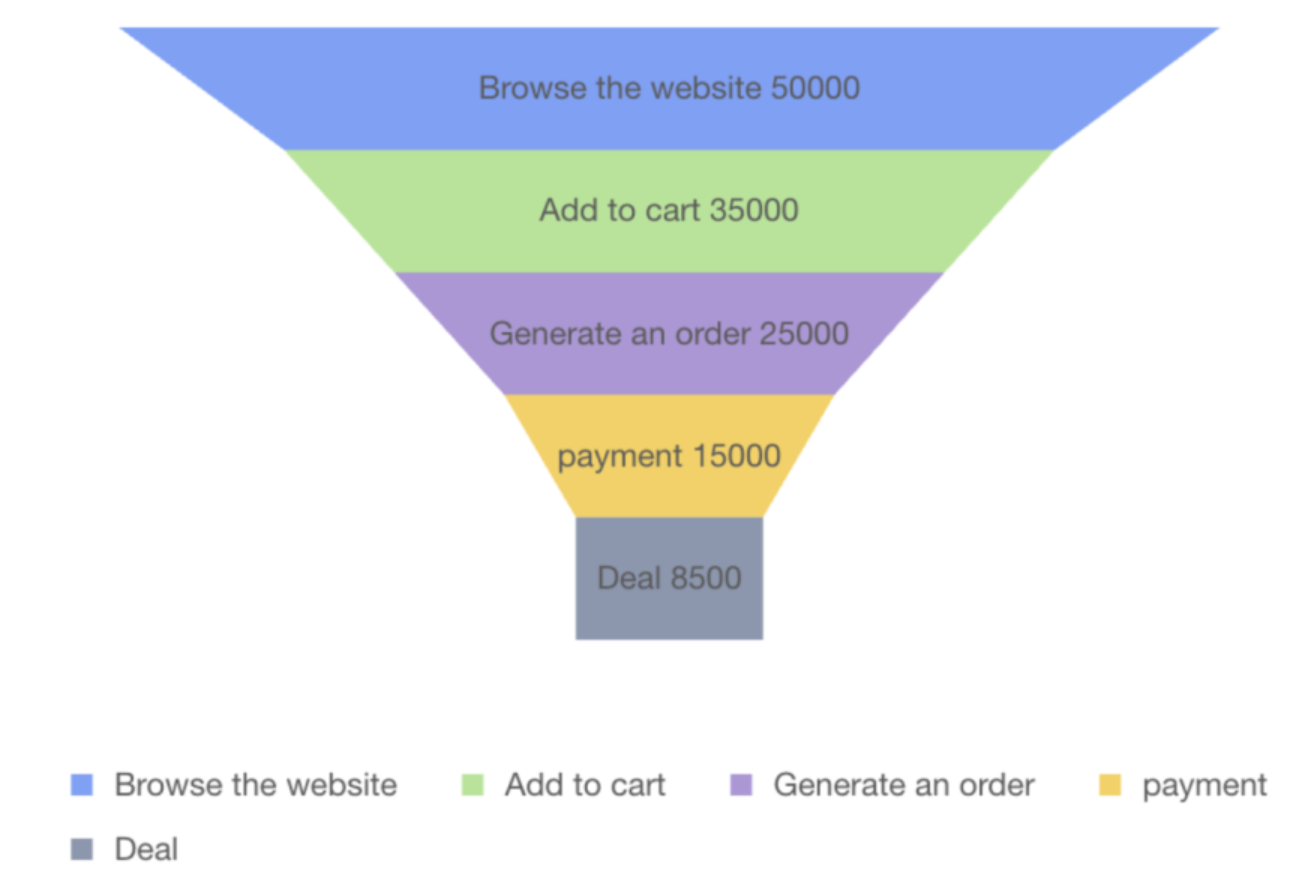 Browse the website 50000
Add to cart 35000
Generate an order 25000
payment 15000
Deal 8500
Browse the website
Add to cart
Generate an order
payment
Deal